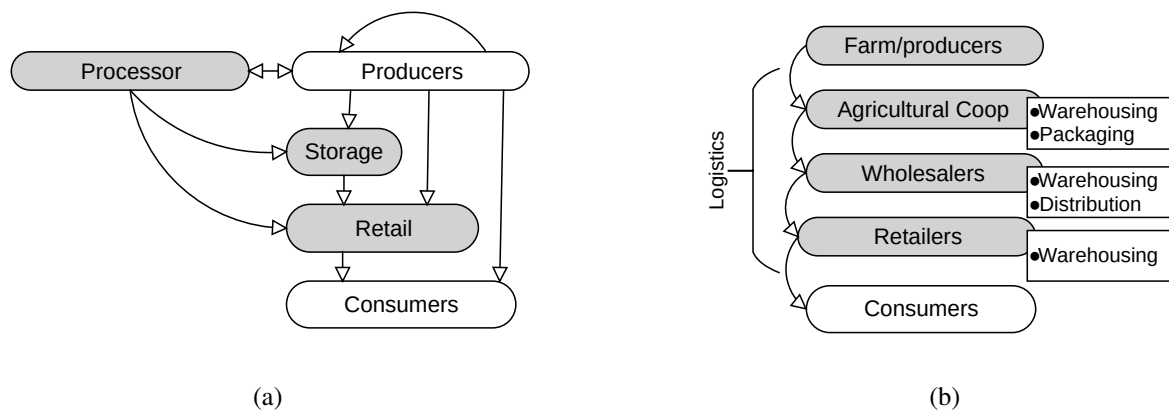 Processor
Producers
Storage
Retail
Consumers
(a)
Logistics
Farm/producers
Agricultural Coop
●Warehousing
●Packaging
Wholesalers
●Warehousing
●Distribution
Retailers
●Warehousing
Consumers
(b)